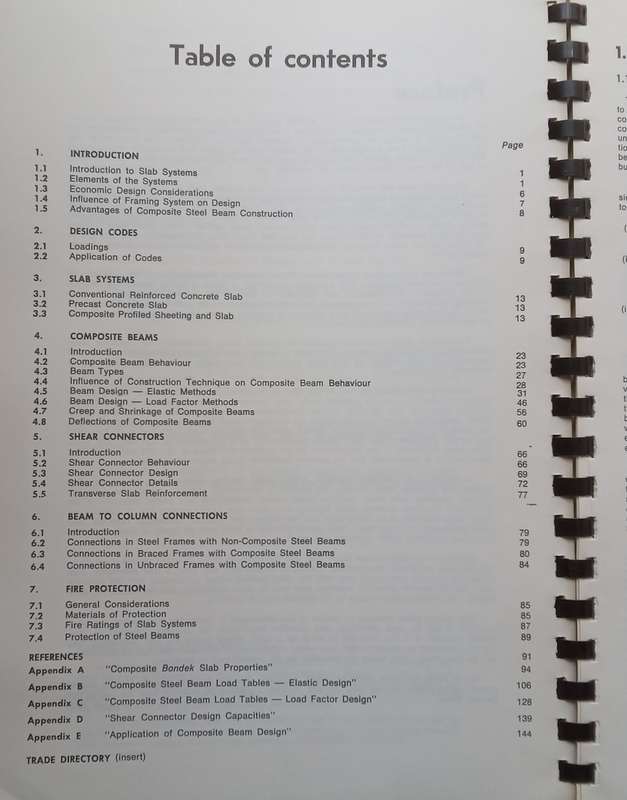 Table of contents
Page
1. INTRODUCTION
1.1 Introduction to Slab Systems 1
1.2 Elements of the Systems 1
1.3 Economic Design Considerations 6
1.4 Influence of Framing System on Design 7
1.5 Advantages of Composite Steel Beam Construction 8
2. DESIGN CODES
2.1 Loadings 9
2.2 Application of Codes 9
3. SLAB SYSTEMS
3.1 Conventional Reinforced Concrete Slab 13
3.2 Precast Concrete Slab 13
3.3 Composite Profiled Sheeting and Slab 13
4. COMPOSITE BEAMS
4.1 Introduction 23
4.2 Composite Beam Behaviour 23
4.3 Beam Types 27
4.4 Influence of Construction Technique on Composite Beam Behaviour 28
4.5 Beam Design — Elastic Methods 31
4.6 Beam Design — Load Factor Methods 46
4.7 Creep and Shrinkage of Composite Beams 56
4.8 Deflections of Composite Beams 60
5. SHEAR CONNECTORS
5.1 Introduction 66
5.2 Shear Connector Behaviour 66
5.3 Shear Connector Design 69
5.4 Shear Connector Details 72
5.5 Transverse Slab Reinforcement 77
6. BEAM TO COLUMN CONNECTIONS
6.1 Introduction 79
6.2 Connections in Steel Frames with Non-Composite Steel Beams 79
6.3 Connections in Braced Frames with Composite Steel Beams 80
6.4 Connections in Unbraced Frames with Composite Steel Beams 84
7. FIRE PROTECTION
7.1 General Considerations 85
7.2 Materials of Protection 85
7.3 Fire Ratings of Slab Systems 87
7.4 Protection of Steel Beams 89
REFERENCES 91
Appendix A "Composite Bondek Slab Properties" 94
Appendix B "Composite Steel Beam Load Tables — Elastic Design" 106
Appendix C "Composite Steel Beam Load Tables — Load Factor Design" 128
Appendix D "Shear Connector Design Capacities" 139
Appendix E "Application of Composite Beam Design" 144
TRADE DIRECTORY (insert)